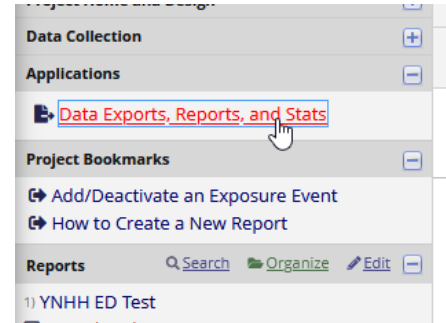 Data Collection
Applications
Data Exports, Reports, and Stats
Project Bookmarks
Add/Deactivate an Exposure Event
How to Create a New Report
Reports Search Organize Edit
1) YNHH ED Test